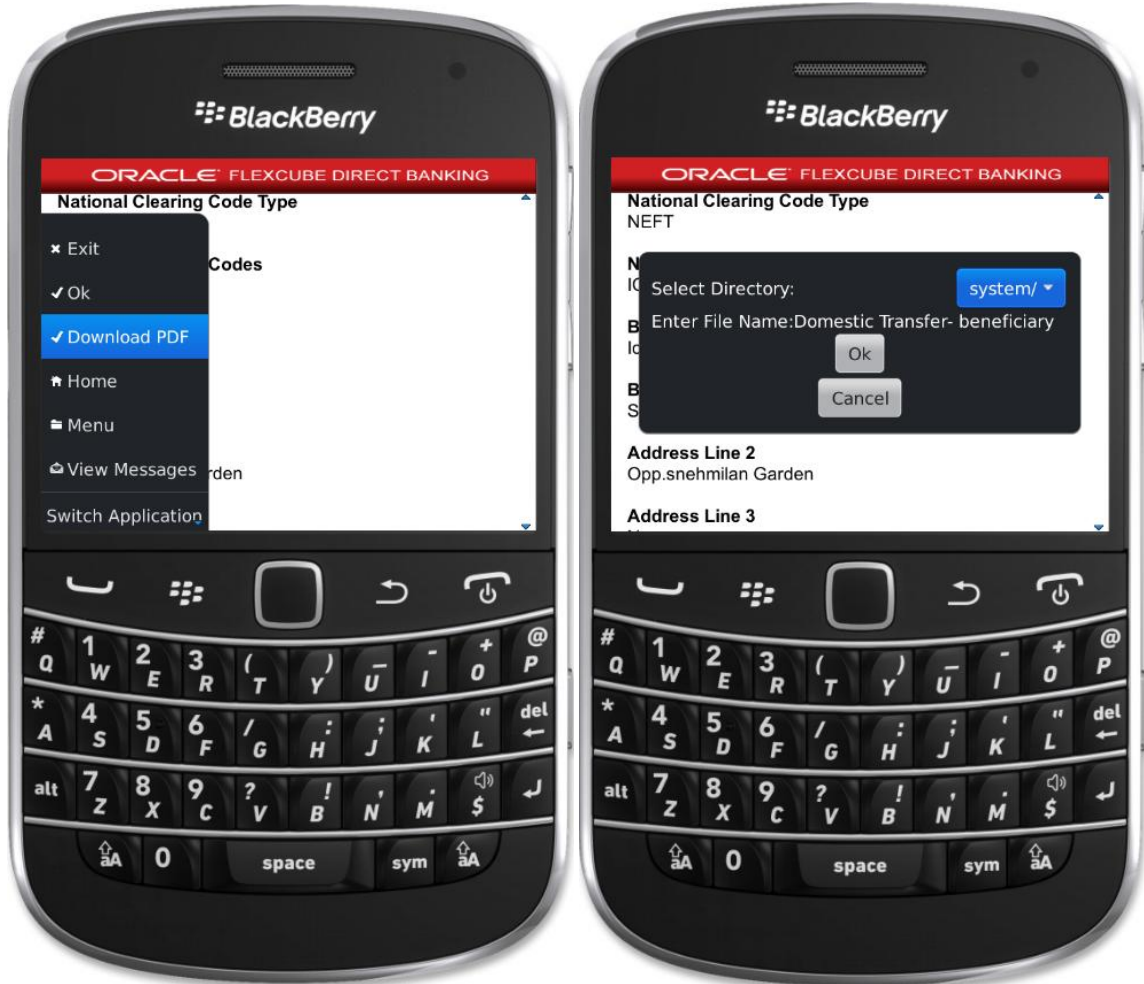 BlackBerry
ORACLE FLEXCUBE DIRECT BANKING
National Clearing Code Type
Exit
Codes
Ok
Download PDF
Home
Menu
View Messages
rden
Switch Application
# 1 2 3 ( ) _ - + @
Q W E R T Y U I O P
* 4 5 6 / : ; ' " del
A S D F G H J K L
alt 7 8 9 ? ! , . $
Z X C V B N M
aA 0 space sym aA
BlackBerry
ORACLE FLEXCUBE DIRECT BANKING
National Clearing Code Type
NEFT
N
Select Directory:
system/
Enter File Name:Domestic Transfer- beneficiary
B
Ok
B
S
Cancel
Address Line 2
Opp.snehmilan Garden
Address Line 3
# 1 2 3 ( ) _ - + @
Q W E R T Y U I O P
* 4 5 6 / : ; ' " del
A S D F G H J K L
alt 7 8 9 ? ! , . $
Z X C V B N M
aA 0 space sym aA